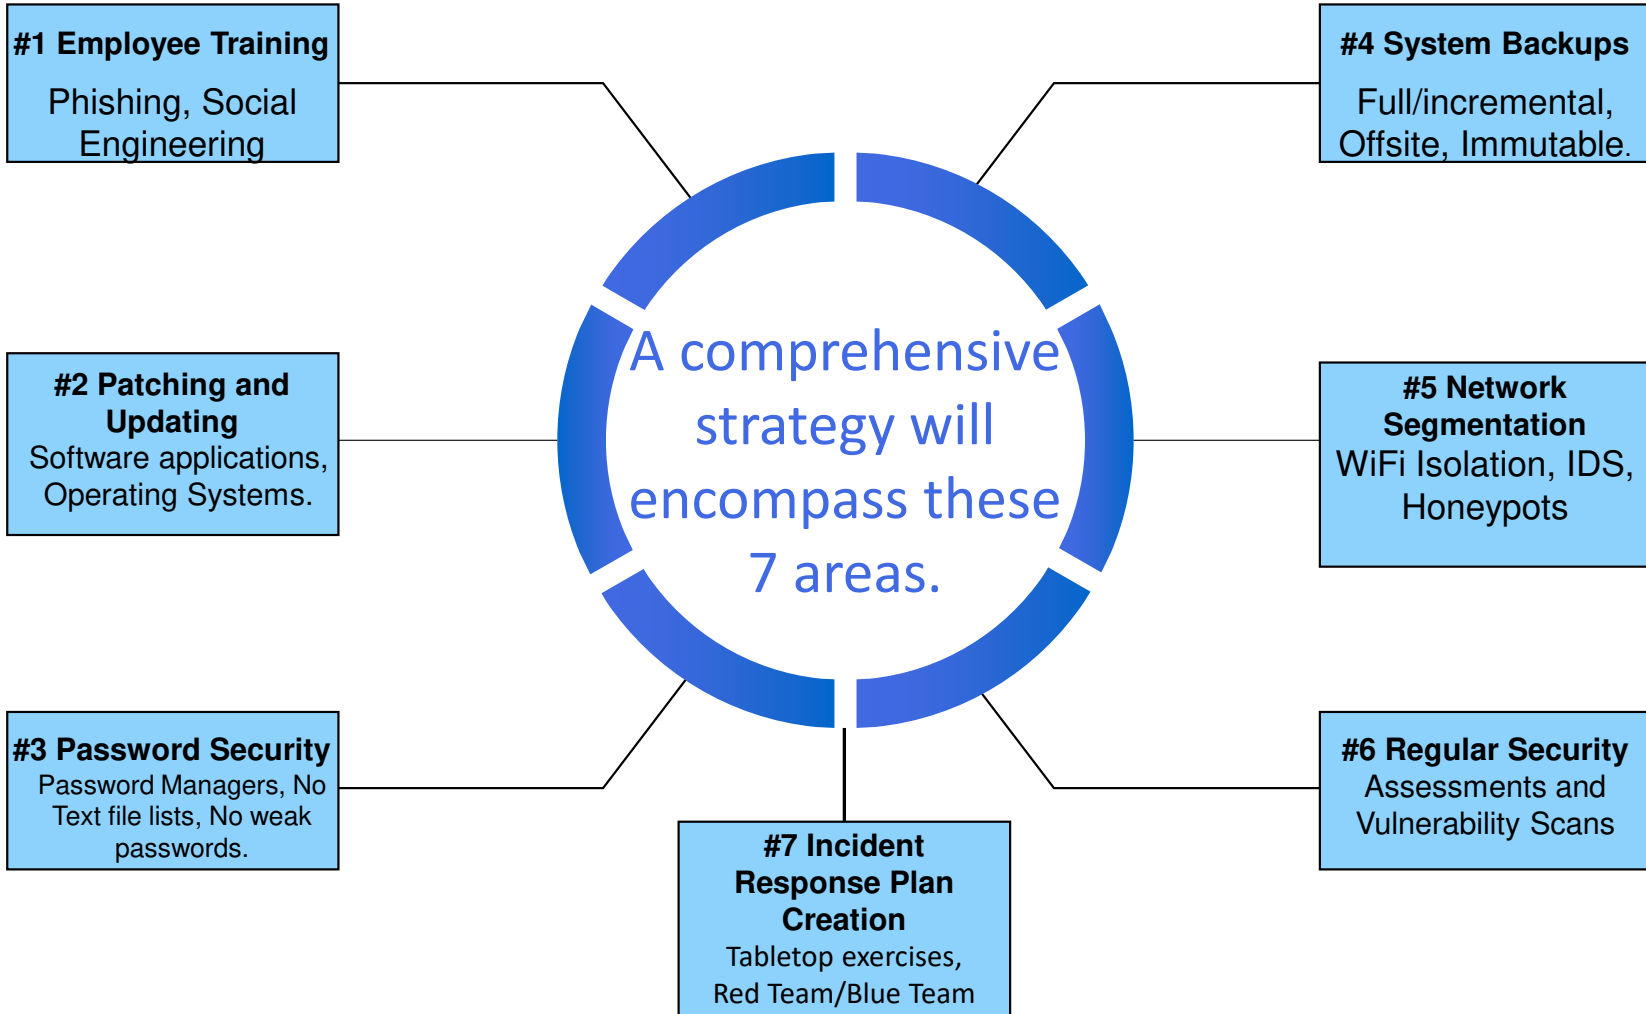 #1 Employee Training
Phishing, Social
Engineering
#2 Patching and
Updating
Software applications,
Operating Systems.
#3 Password Security
Password Managers, No
Text file lists, No weak
passwords.
A comprehensive
strategy will
encompass these
7 areas.
#4 System Backups
Full/incremental,
Offsite, Immutable.
#5 Network
Segmentation
WiFi Isolation, IDS,
Honeypots
#6 Regular Security
Assessments and
Vulnerability Scans
#7 Incident
Response Plan
Creation
Tabletop exercises,
Red Team/Blue Team